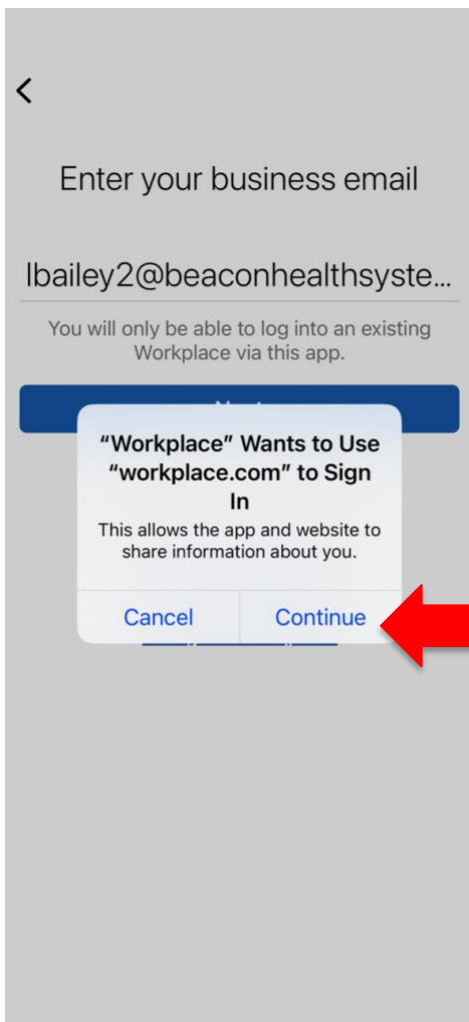 Enter your business email
lbailey2@beaconhealthsyste...
You will only be able to log into an existing
Workplace via this app.
“Workplace” Wants to Use
“workplace.com” to Sign
In
This allows the app and website to
share information about you.
Cancel Continue